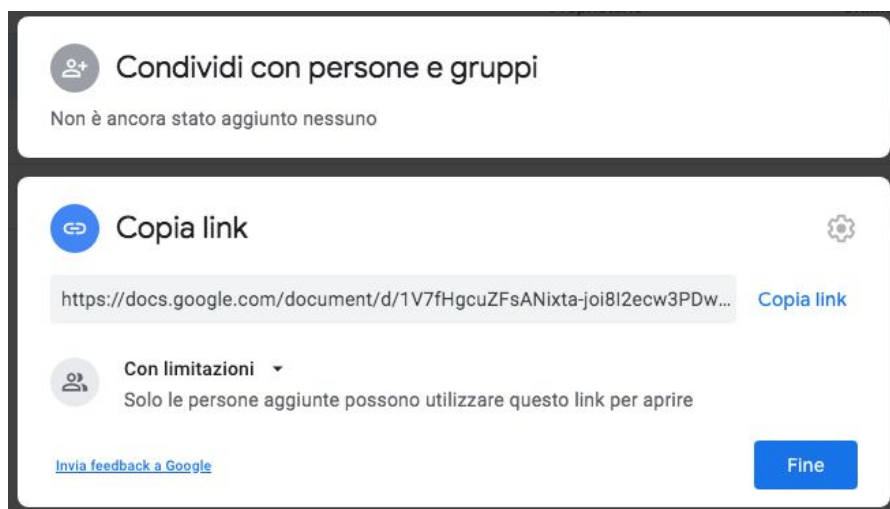 Condividi con persone e gruppi
Non è ancora stato aggiunto nessuno
Copia link
https://docs.google.com/document/d/1V7fHgcuZFsANixta-joi8I2ecw3PDw... Copia link
Con limitazioni
Solo le persone aggiunte possono utilizzare questo link per aprire
Invia feedback a Google Fine